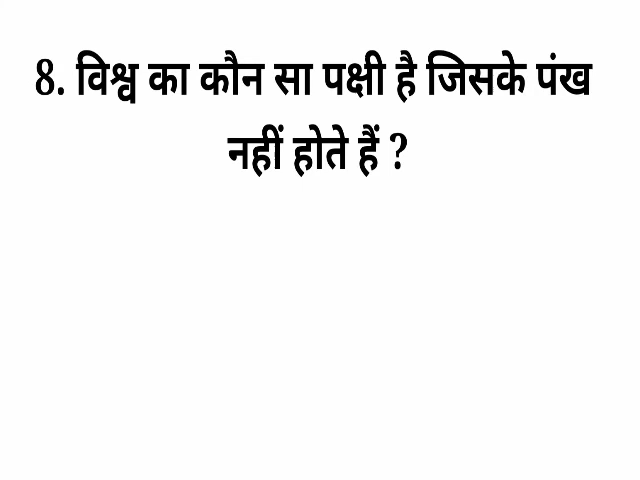 8. विश्व का कौन सा पक्षी है जिसके पंख
नहीं होते हैं ?